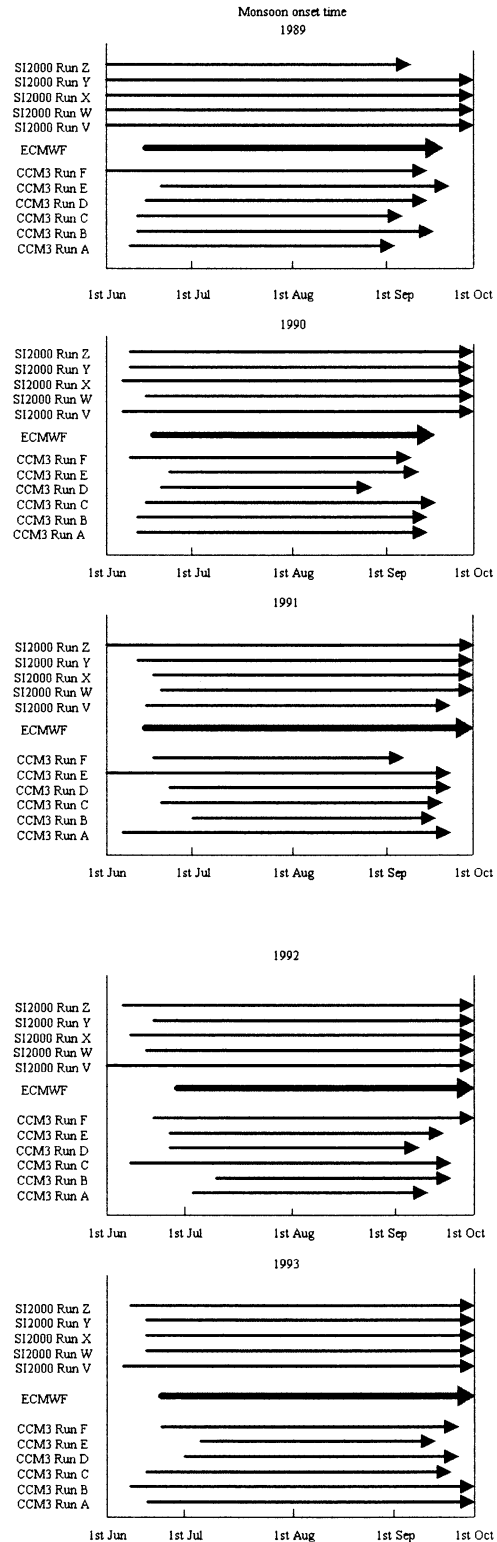 Monsoon onset time
1989
SI2000 Run Z
SI2000 Run Y
SI2000 Run X
SI2000 Run W
SI2000 Run V
ECMWF
CCM3 Run F
CCM3 Run E
CCM3 Run D
CCM3 Run C
CCM3 Run B
CCM3 Run A
1st Jun 1st Jul 1st Aug 1st Sep 1st Oct
1990
SI2000 Run Z
SI2000 Run Y
SI2000 Run X
SI2000 Run W
SI2000 Run V
ECMWF
CCM3 Run F
CCM3 Run E
CCM3 Run D
CCM3 Run C
CCM3 Run B
CCM3 Run A
1st Jun 1st Jul 1st Aug 1st Sep 1st Oct
1991
SI2000 Run Z
SI2000 Run Y
SI2000 Run X
SI2000 Run W
SI2000 Run V
ECMWF
CCM3 Run F
CCM3 Run E
CCM3 Run D
CCM3 Run C
CCM3 Run B
CCM3 Run A
1st Jun 1st Jul 1st Aug 1st Sep 1st Oct
1992
SI2000 Run Z
SI2000 Run Y
SI2000 Run X
SI2000 Run W
SI2000 Run V
ECMWF
CCM3 Run F
CCM3 Run E
CCM3 Run D
CCM3 Run C
CCM3 Run B
CCM3 Run A
1st Jun 1st Jul 1st Aug 1st Sep 1st Oct
1993
SI2000 Run Z
SI2000 Run Y
SI2000 Run X
SI2000 Run W
SI2000 Run V
ECMWF
CCM3 Run F
CCM3 Run E
CCM3 Run D
CCM3 Run C
CCM3 Run B
CCM3 Run A
1st Jun 1st Jul 1st Aug 1st Sep 1st Oct